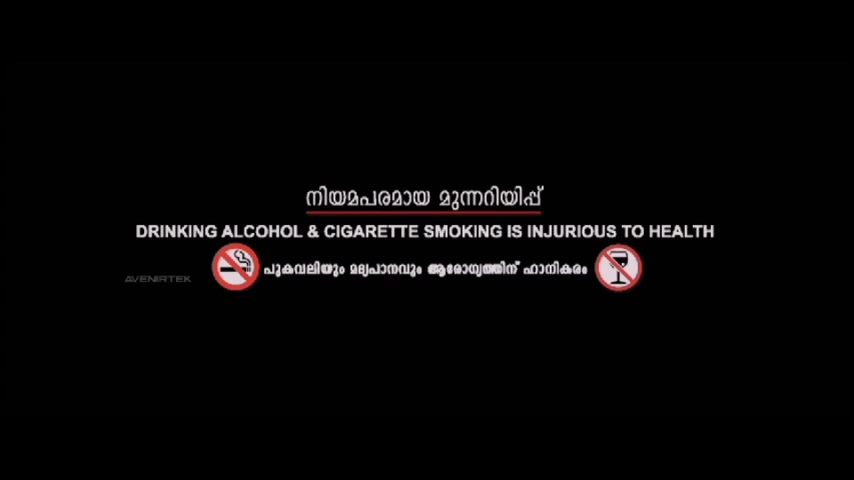 നിയമപരമായ മുന്നറിയിപ്പ്
DRINKING ALCOHOL & CIGARETTE SMOKING IS INJURIOUS TO HEALTH
പുകവലിയും മദ്യപാനവും ആരോഗ്യത്തിന് ഹാനികരം
AVENIRTEK